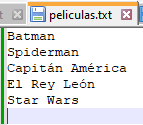 peliculas.txt
Batman
Spiderman
Capitán América
El Rey León
Star Wars